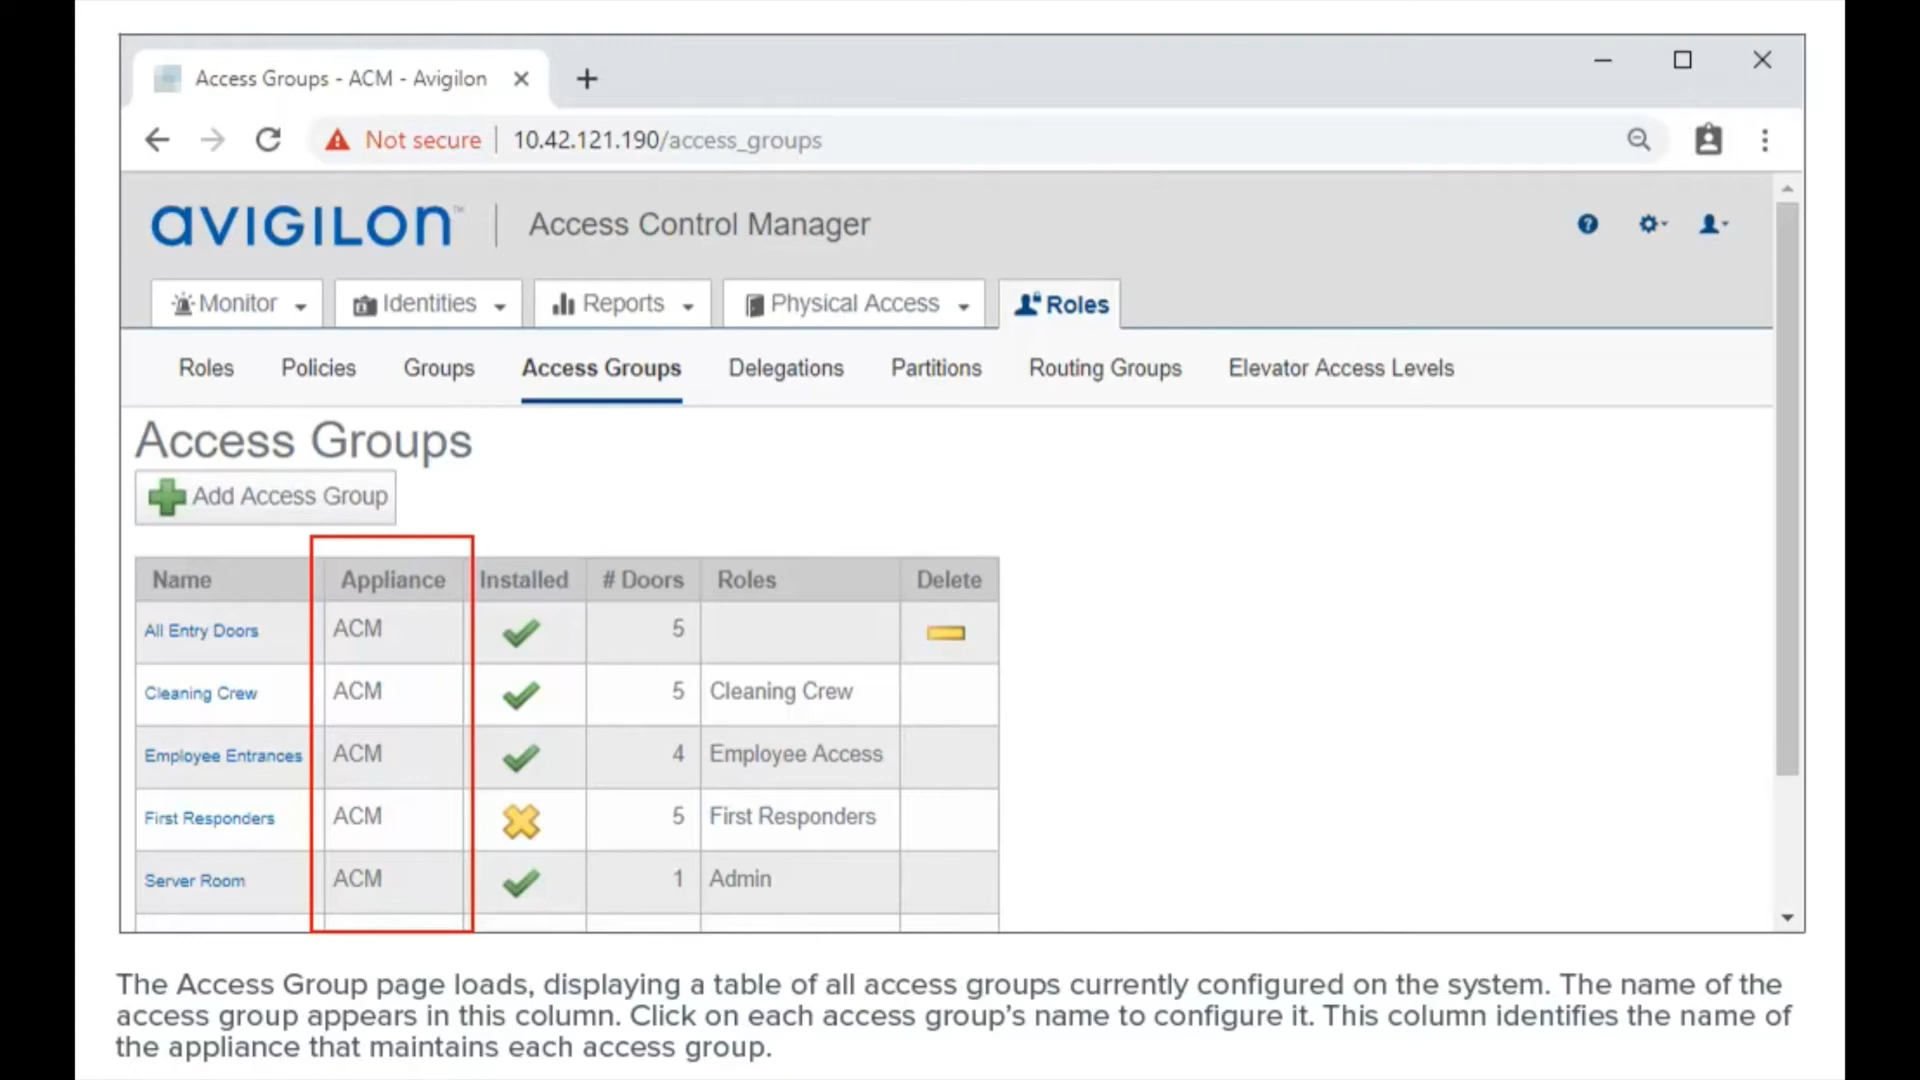 Access Groups - ACM - Avigilon
Not secure
10.42.121.190/access_groups
AVIGILON™
Access Control Manager
Monitor
Identities
Reports
Physical Access
Roles
Roles
Policies
Groups
Access Groups
Delegations
Partitions
Routing Groups
Elevator Access Levels
Access Groups
Add Access Group
Name Appliance Installed # Doors Roles Delete
All Entry Doors ACM 5
Cleaning Crew ACM 5 Cleaning Crew
Employee Entrances ACM 4 Employee Access
First Responders ACM 5 First Responders
Server Room ACM 1 Admin
The Access Group page loads, displaying a table of all access groups currently configured on the system. The name of the
access group appears in this column. Click on each access group's name to configure it. This column identifies the name of
the appliance that maintains each access group.